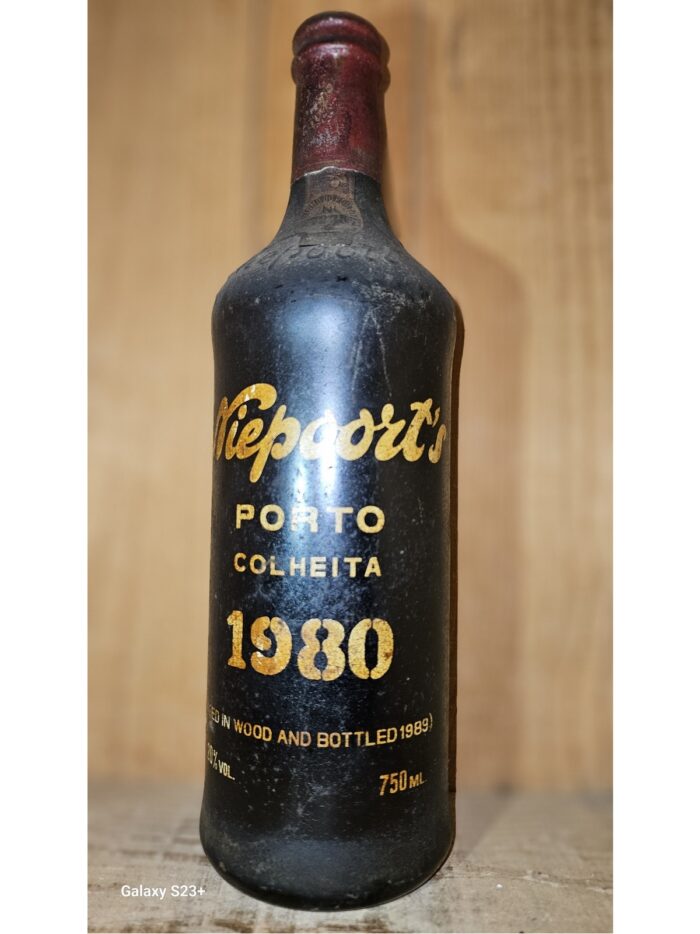 Niepoort's
PORTO
COLHEITA
1980
IN WOOD AND BOTTLED 1989)
VOL.
750 ML.
Galaxy S23+